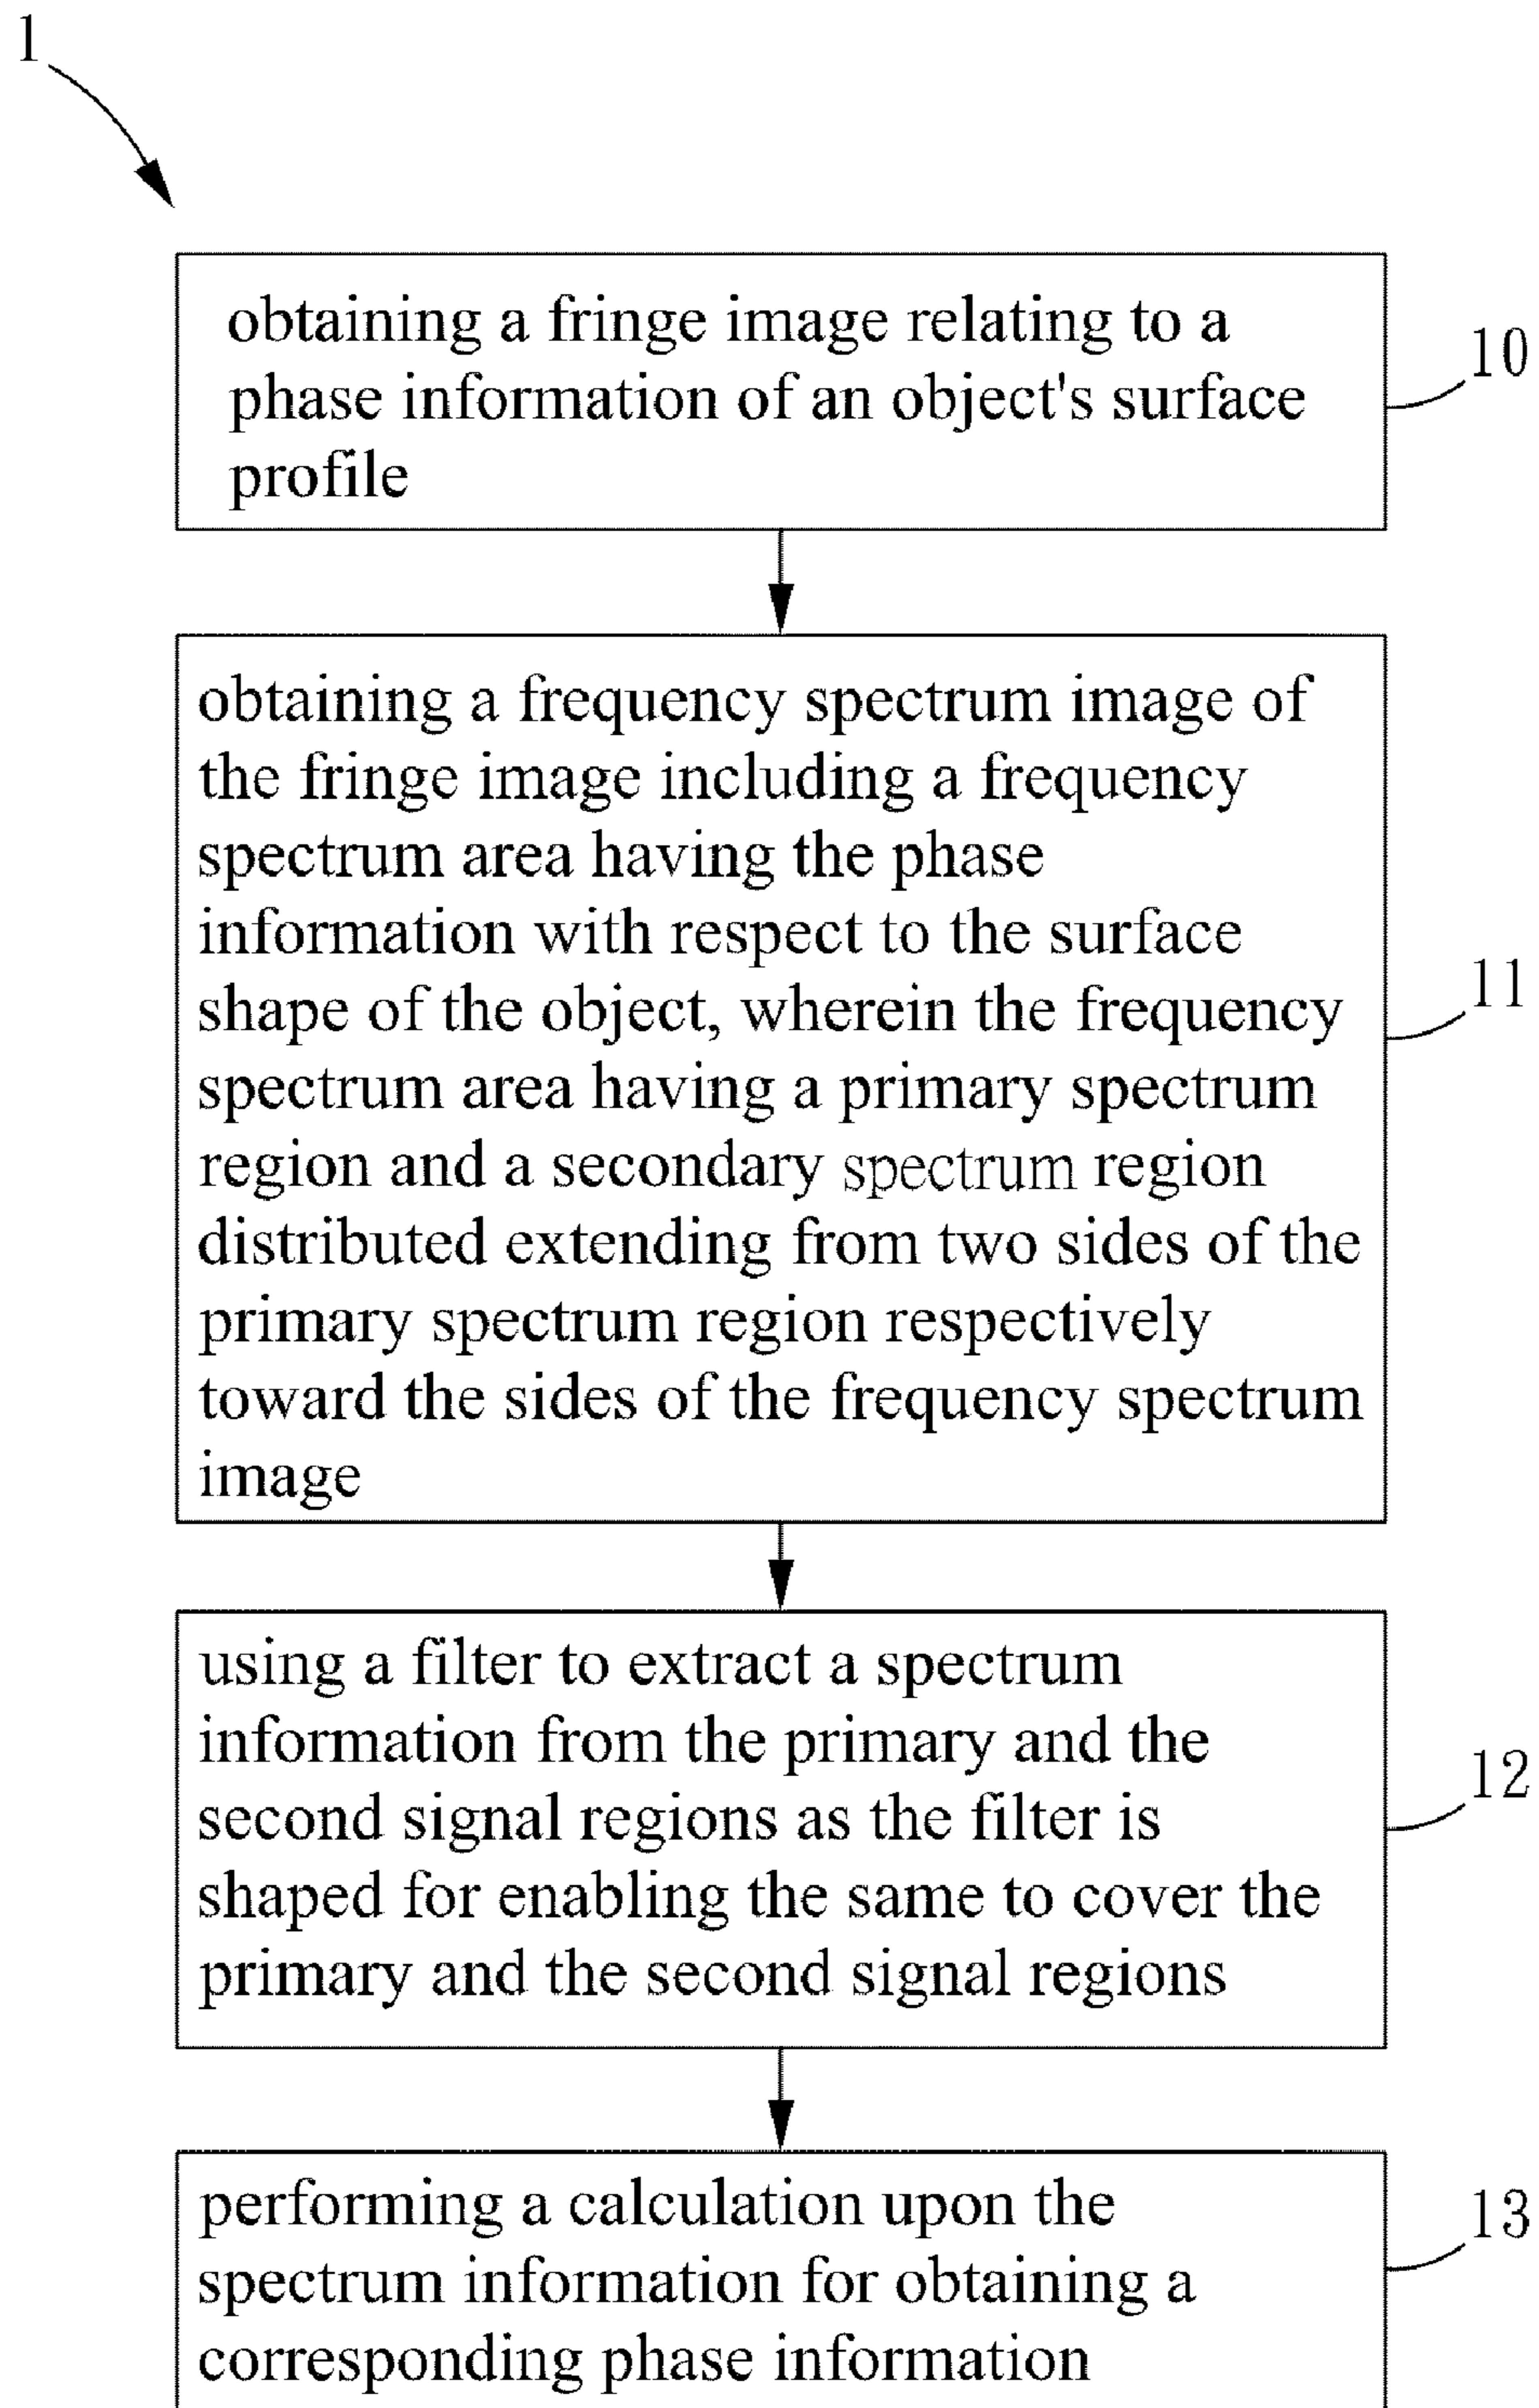 1
obtaining a fringe image relating to a
phase information of an object's surface
profile
10
obtaining a frequency spectrum image of
the fringe image including a frequency
spectrum area having the phase
information with respect to the surface
shape of the object, wherein the frequency
spectrum area having a primary spectrum
region and a secondary spectrum region
distributed extending from two sides of the
primary spectrum region respectively
toward the sides of the frequency spectrum
image
11
using a filter to extract a spectrum
information from the primary and the
second signal regions as the filter is
shaped for enabling the same to cover the
primary and the second signal regions
12
performing a calculation upon the
spectrum information for obtaining a
corresponding phase information
13